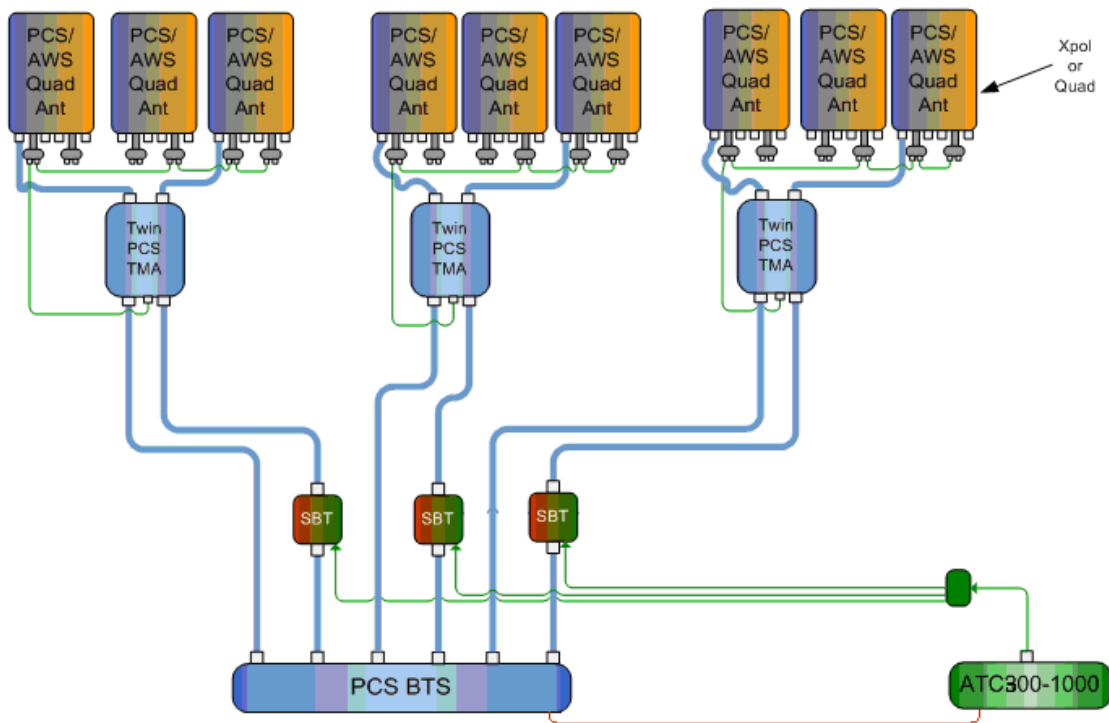 PCS/
AWS
Quad
Ant
PCS/
AWS
Quad
Ant
PCS/
AWS
Quad
Ant
PCS/
AWS
Quad
Ant
PCS/
AWS
Quad
Ant
PCS/
AWS
Quad
Ant
PCS/
AWS
Quad
Ant
PCS/
AWS
Quad
Ant
PCS/
AWS
Quad
Ant
Xpol
or
Quad
Twin
PCS
TMA
Twin
PCS
TMA
Twin
PCS
TMA
SBT
SBT
SBT
PCS BTS
ATC300-1000